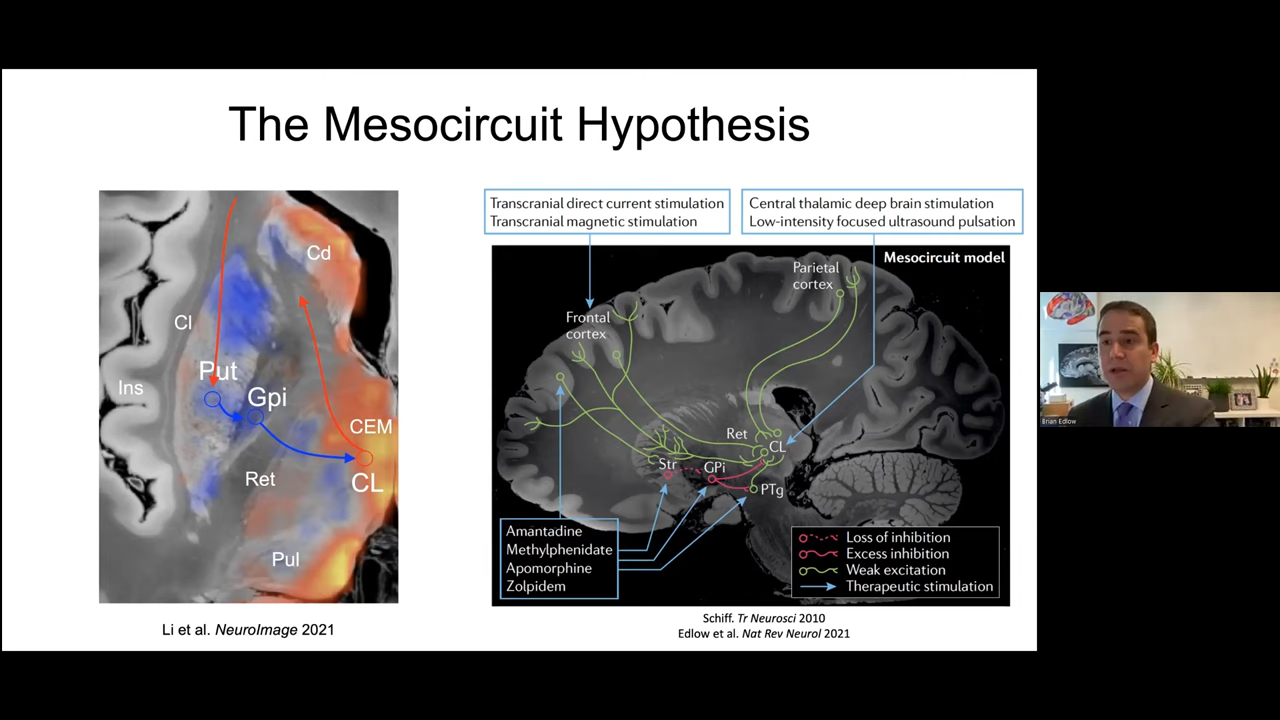 The Mesocircuit Hypothesis
Cd
Cl
Put
Ins
Gpi
CEM
Ret
CL
Pul
Li et al. NeuroImage 2021
Transcranial direct current stimulation
Transcranial magnetic stimulation
Central thalamic deep brain stimulation
Low-intensity focused ultrasound pulsation
Mesocircuit model
Parietal
cortex
Frontal
cortex
Ret
CL
Str
GPi
PTg
Amantadine
Methylphenidate
Apomorphine
Zolpidem
Loss of inhibition
Excess inhibition
Weak excitation
Therapeutic stimulation
Schiff. Tr Neurosci 2010
Edlow et al. Nat Rev Neurol 2021
Brian Edlow